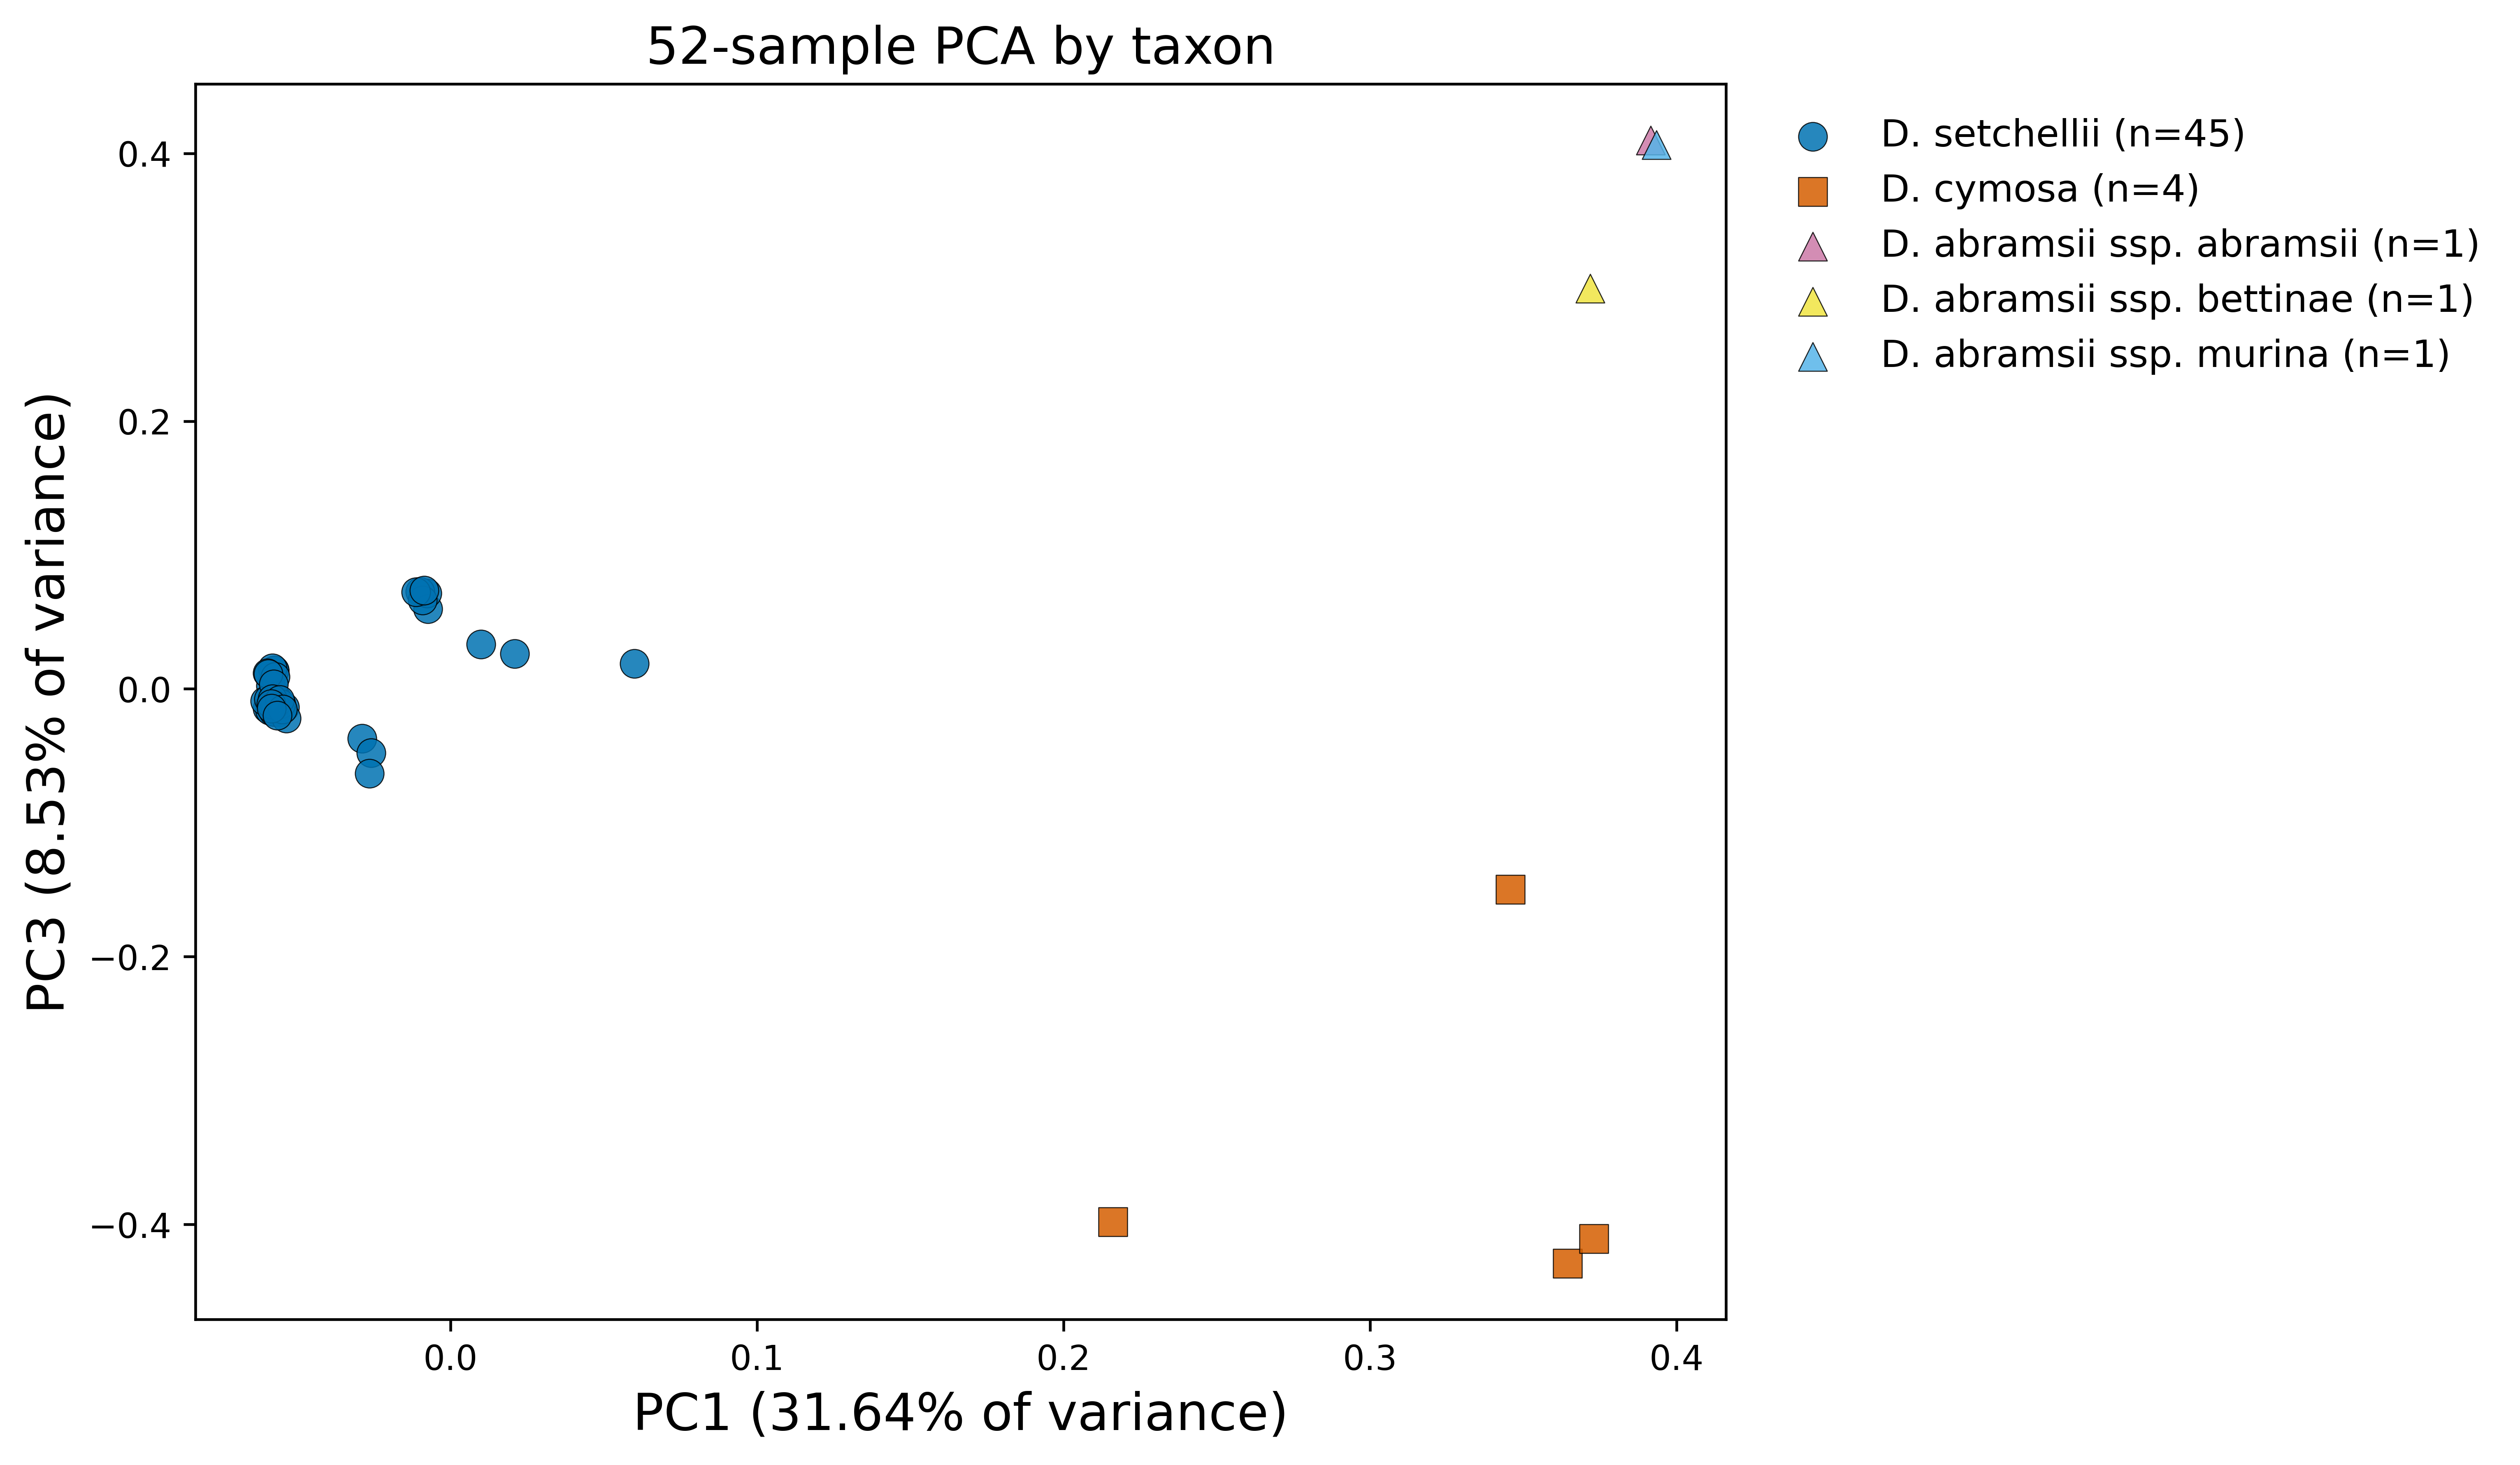 52-sample PCA by taxon
PC3 (8.53% of variance)
0.4
0.2
0.0
−0.2
−0.4
0.0
0.1
0.2
0.3
0.4
PC1 (31.64% of variance)
D. setchellii (n=45)
D. cymosa (n=4)
D. abramsii ssp. abramsii (n=1)
D. abramsii ssp. bettinae (n=1)
D. abramsii ssp. murina (n=1)